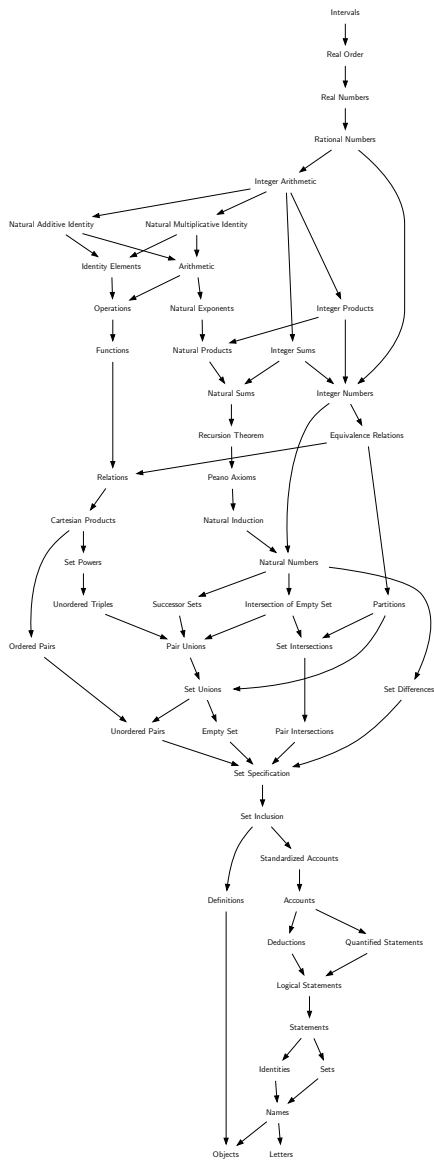 Intervals
Real Order
Real Numbers
Rational Numbers
Integer Arithmetic
Natural Additive Identity
Natural Multiplicative Identity
Identity Elements
Arithmetic
Operations
Natural Exponents
Integer Products
Functions
Natural Products
Integer Sums
Natural Sums
Integer Numbers
Recursion Theorem
Equivalence Relations
Relations
Peano Axioms
Cartesian Products
Natural Induction
Set Powers
Natural Numbers
Unordered Triples
Successor Sets
Intersection of Empty Set
Partitions
Ordered Pairs
Pair Unions
Set Intersections
Set Unions
Set Differences
Unordered Pairs
Empty Set
Pair Intersections
Set Specification
Set Inclusion
Standardized Accounts
Definitions
Accounts
Deductions
Quantified Statements
Logical Statements
Statements
Identities
Sets
Names
Objects
Letters